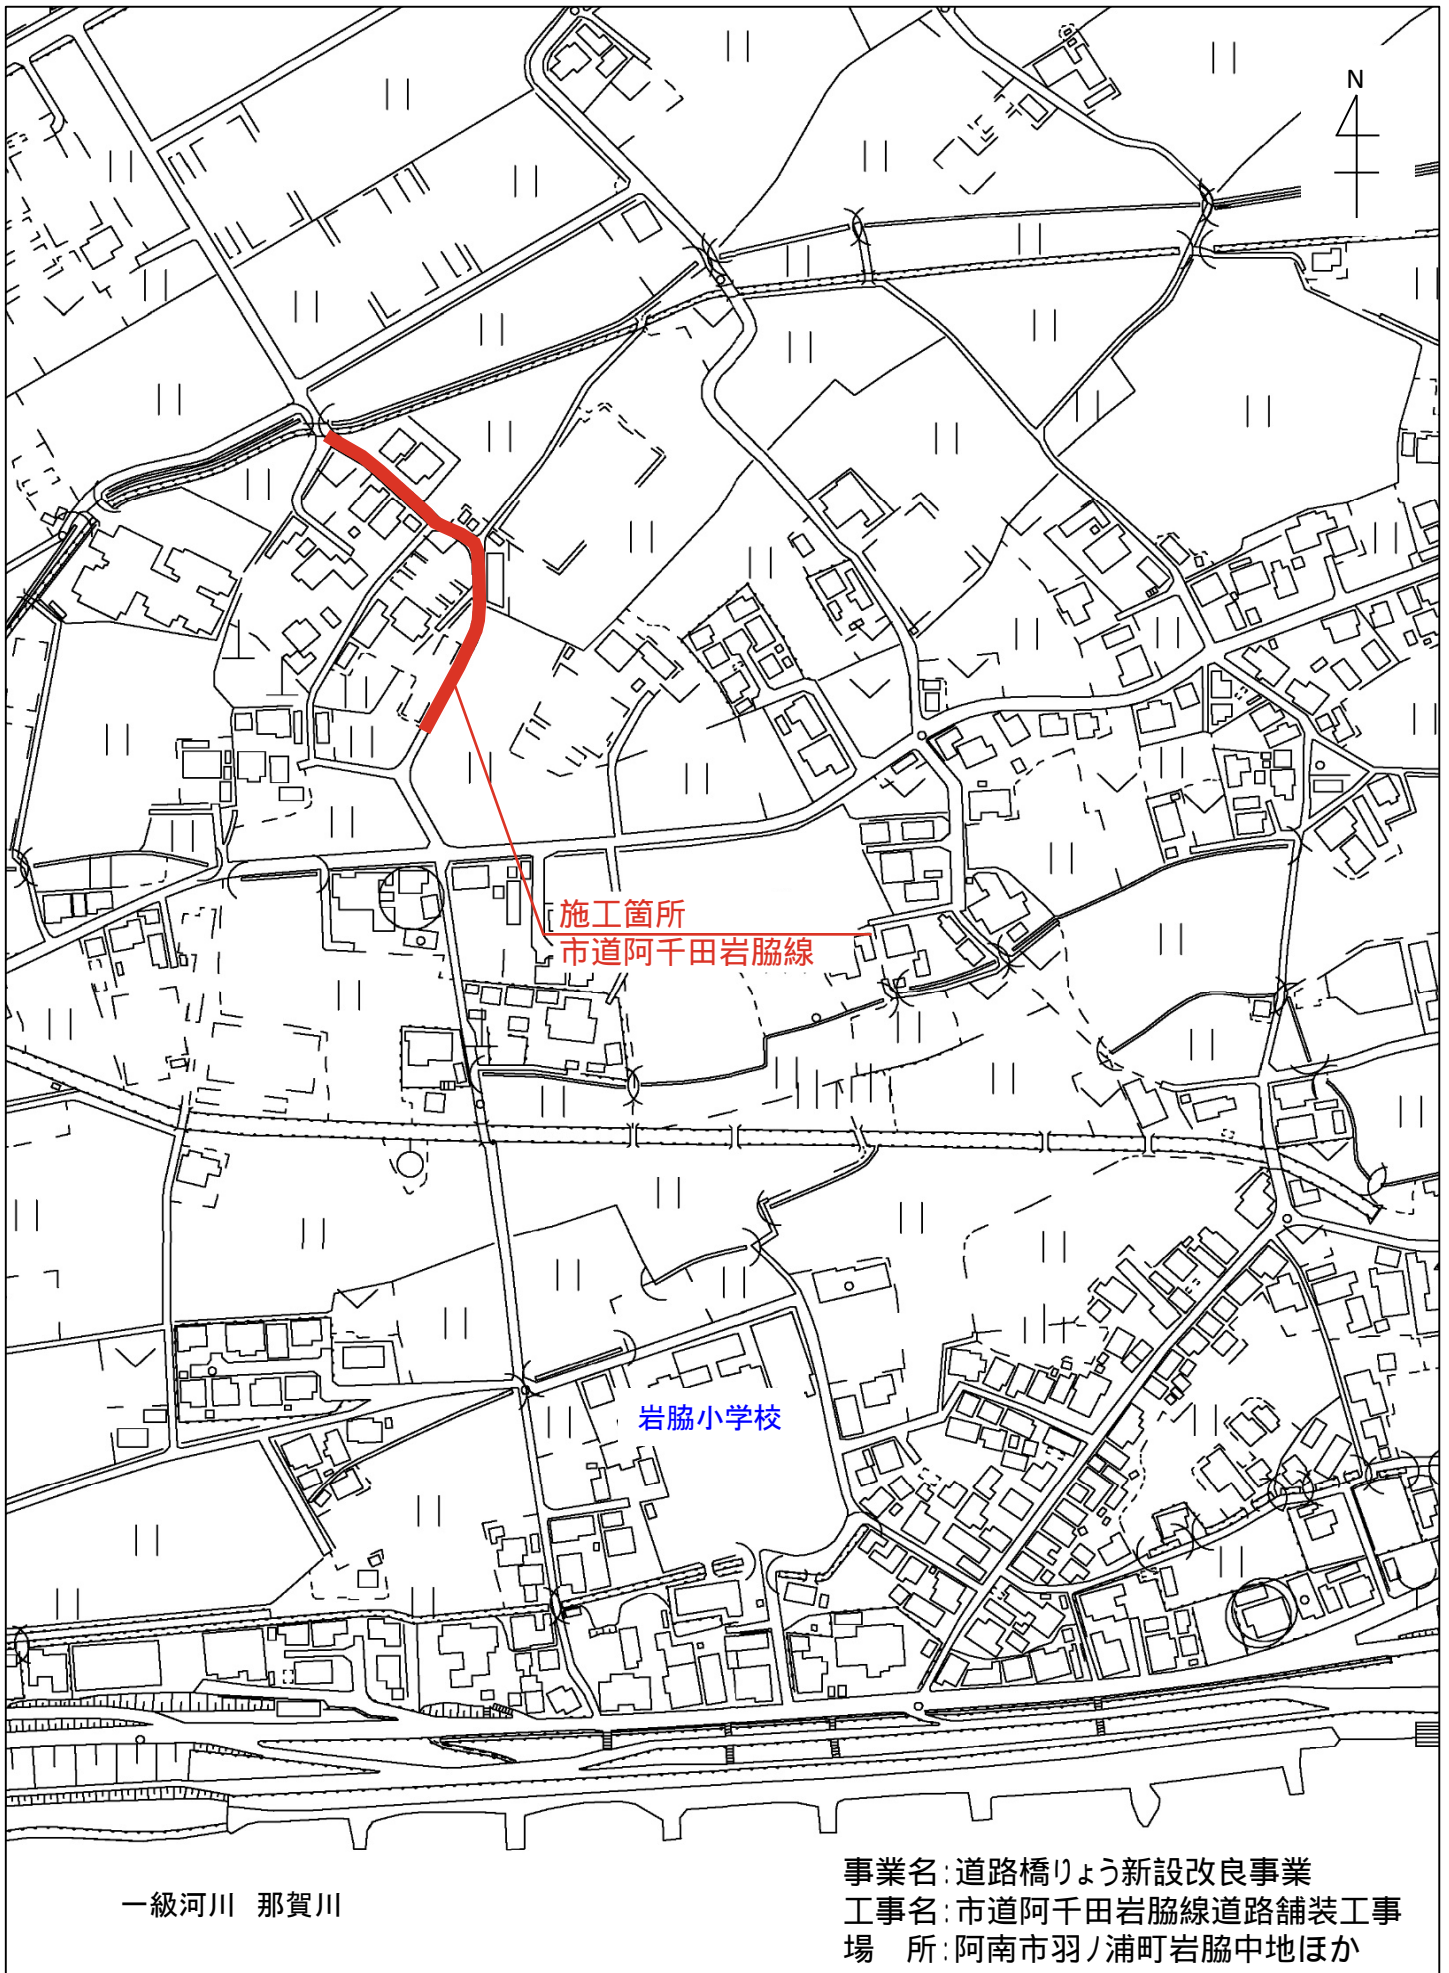 N
施工箇所
市道阿千田岩脇線
岩脇小学校
一級河川 那賀川
事業名:道路橋りょう新設改良事業
工事名:市道阿千田岩脇線道路舗装工事
場 所:阿南市羽ノ浦町岩脇中地ほか